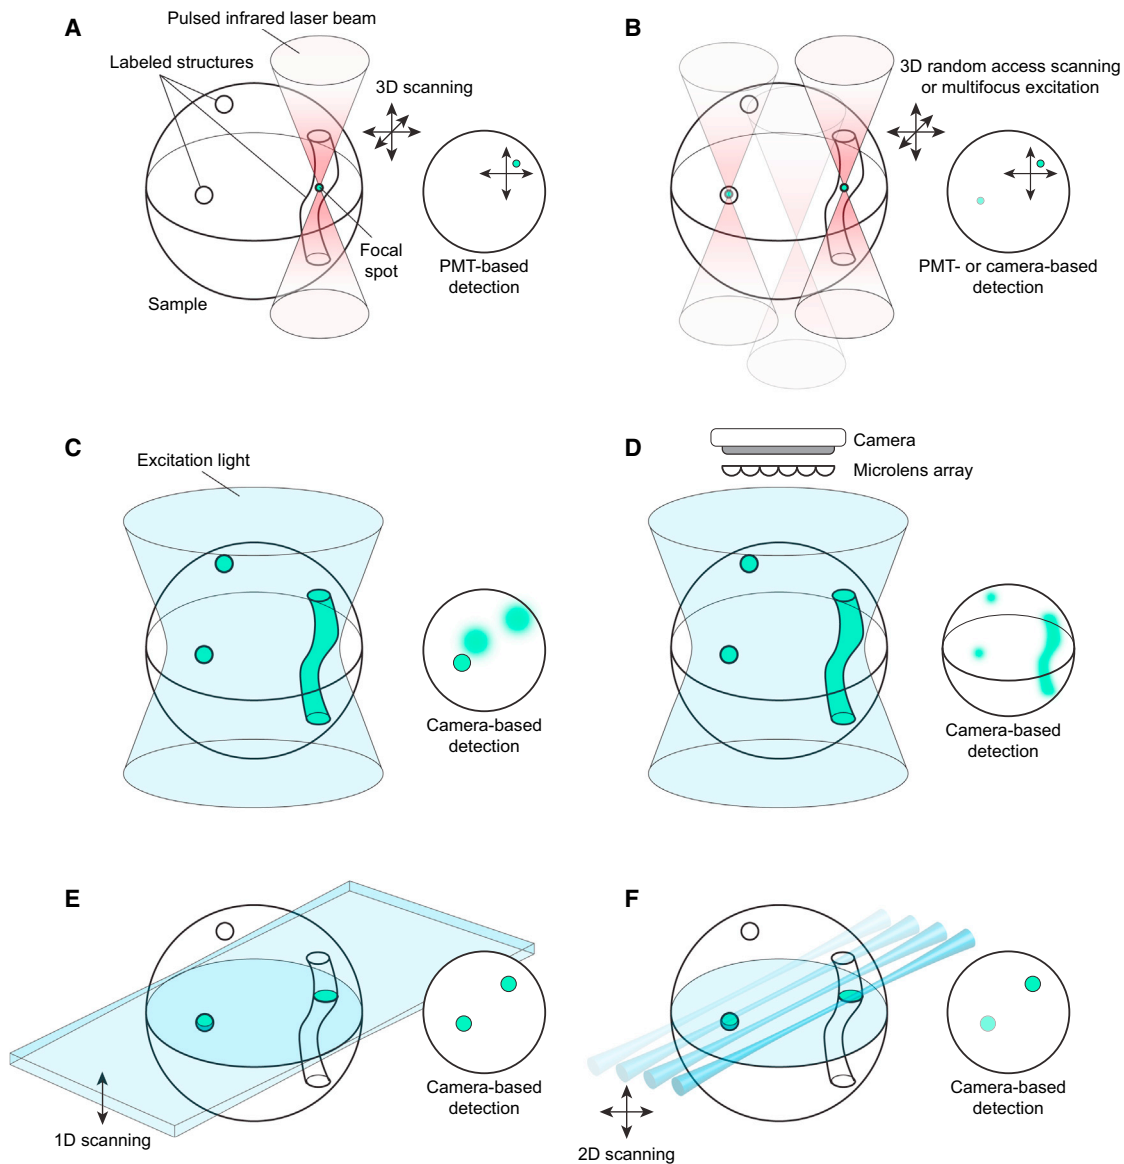 A
Pulsed infrared laser beam
Labeled structures
3D scanning
Focal
spot
PMT-based
detection
Sample
B
3D random access scanning
or multifocus excitation
PMT- or camera-based
detection
C
Excitation light
Camera-based
detection
D
Camera
Microlens array
Camera-based
detection
E
1D scanning
Camera-based
detection
F
2D scanning
Camera-based
detection